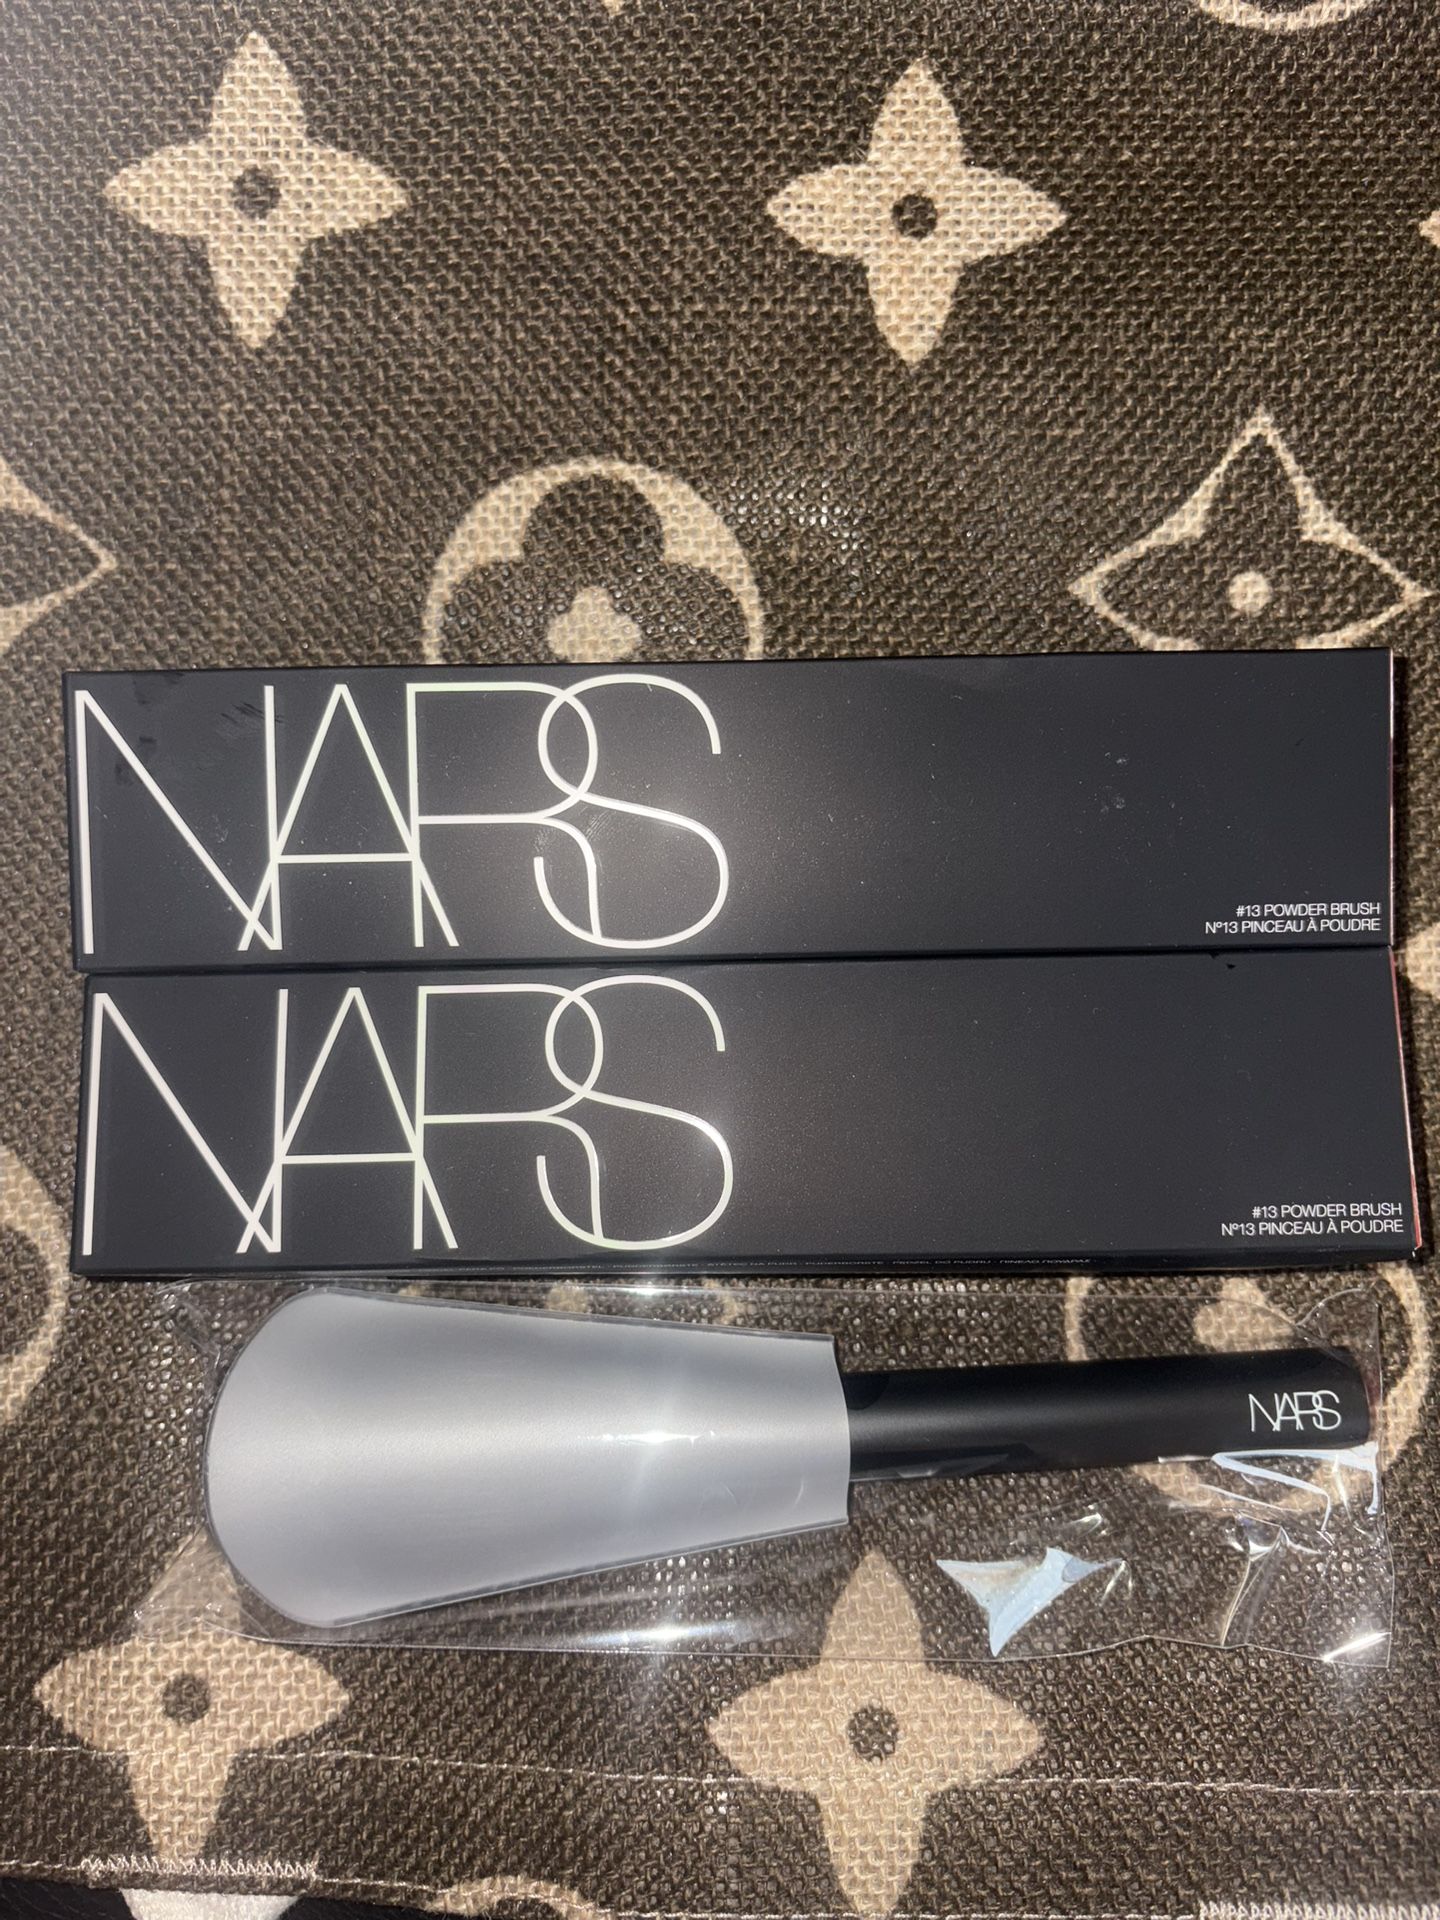 NARS
#13 POWDER BRUSH
Nº13 PINCEAU À POUDRE
NARS
#13 POWDER BRUSH
Nº13 PINCEAU À POUDRE
NARS